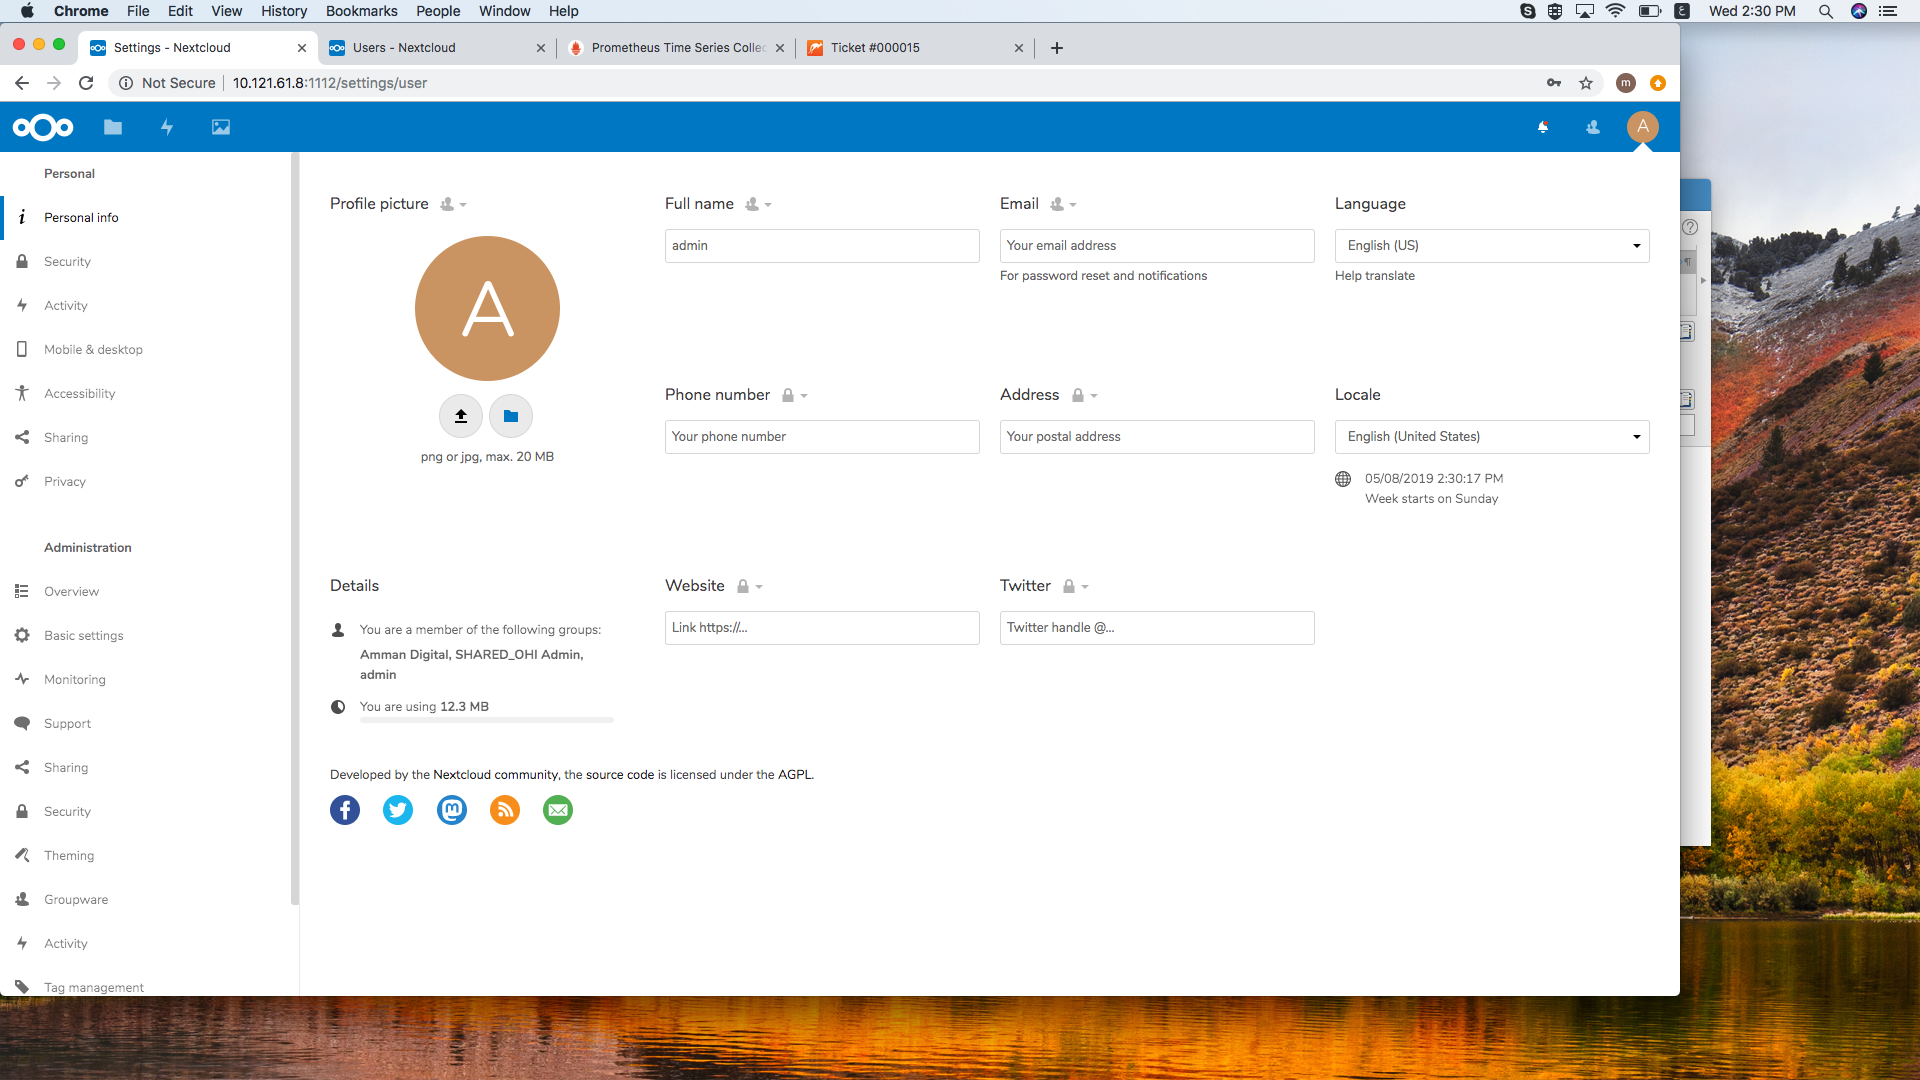 Chrome File Edit View History Bookmarks People Window Help
ع Wed 2:30 PM
Settings - Nextcloud
Users - Nextcloud
Prometheus Time Series Collec
Ticket #000015
Not Secure 10.121.61.8:1112/settings/user
m
A
Personal
Personal info
Security
Activity
Mobile & desktop
Accessibility
Sharing
Privacy
Administration
Overview
Basic settings
Monitoring
Support
Sharing
Security
Theming
Groupware
Activity
Tag management
Profile picture
A
png or jpg, max. 20 MB
Full name
admin
Email
Your email address
For password reset and notifications
Language
English (US)
Help translate
Phone number
Your phone number
Address
Your postal address
Locale
English (United States)
05/08/2019 2:30:17 PM
Week starts on Sunday
Details
You are a member of the following groups:
Amman Digital, SHARED_OHI Admin,
admin
You are using 12.3 MB
Website
Link https://...
Twitter
Twitter handle @...
Developed by the Nextcloud community, the source code is licensed under the AGPL.